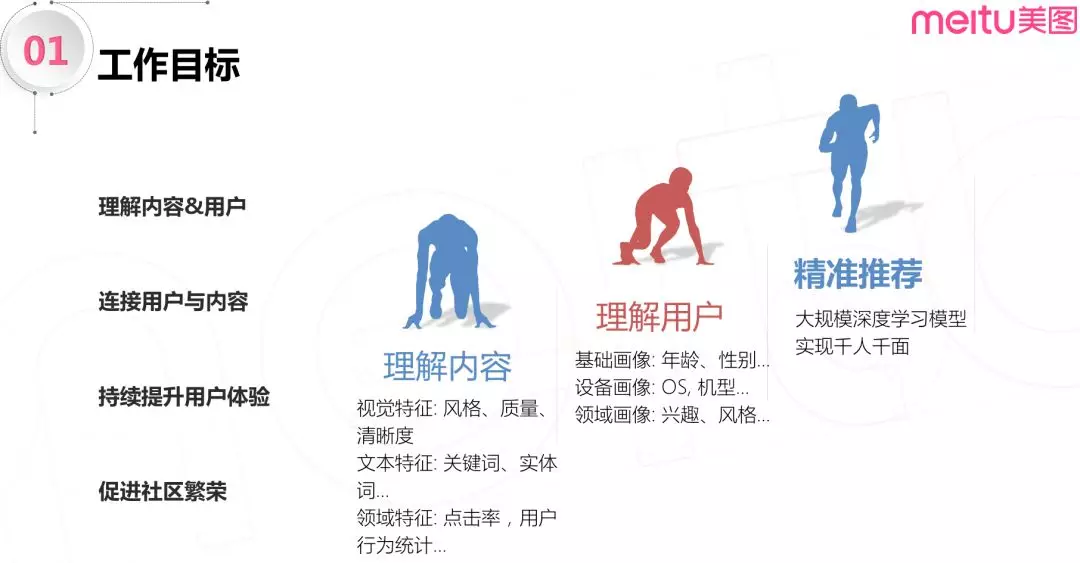 01
工作目标
meitu美图
理解内容&用户
连接用户与内容
持续提升用户体验
促进社区繁荣
理解内容
视觉特征: 风格、质量、
清晰度
文本特征: 关键词、实体
词...
领域特征: 点击率，用户
行为统计...
理解用户
基础画像: 年龄、性别...
设备画像: OS, 机型...
领域画像: 兴趣、风格...
精准推荐
大规模深度学习模型
实现千人千面